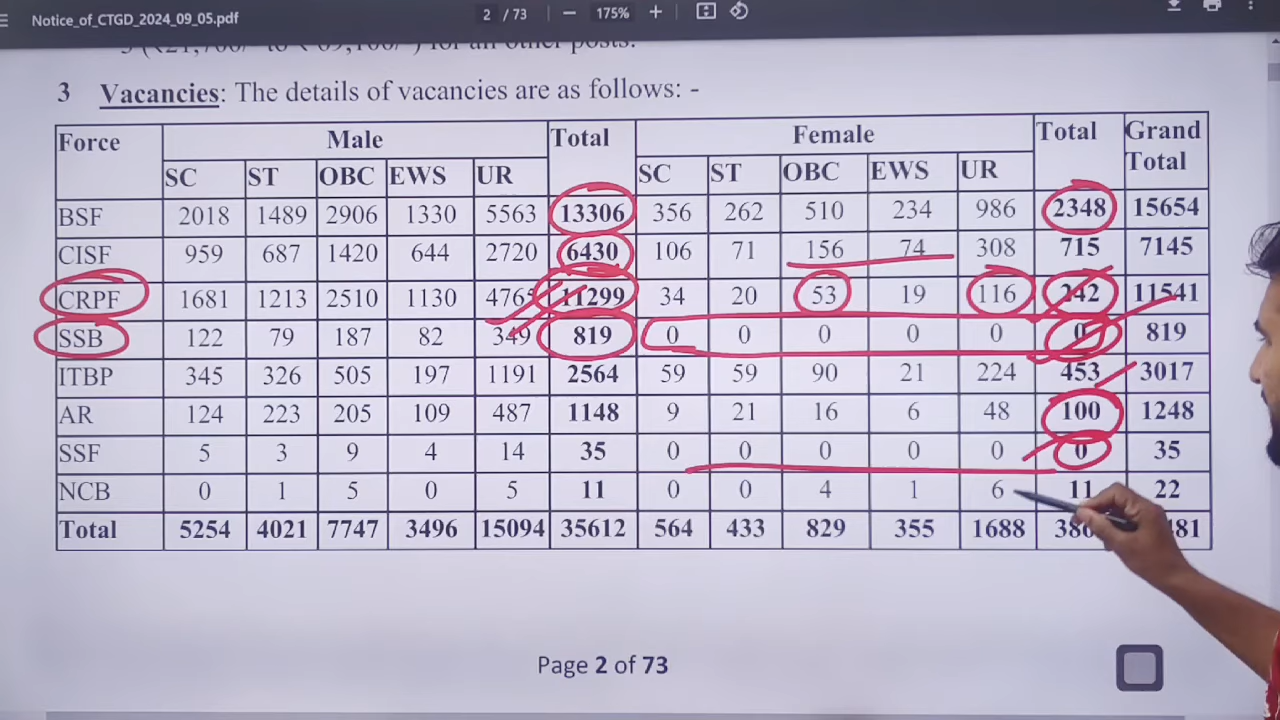 Notice_of_CTGD_2024_09_05.pdf 2 / 73 175%
3 Vacancies: The details of vacancies are as follows: -
Force Male Total Female Total Grand Total
SC ST OBC EWS UR SC ST OBC EWS UR
BSF 2018 1489 2906 1330 5563 13306 356 262 510 234 986 2348 15654
CISF 959 687 1420 644 2720 6430 106 71 156 74 308 715 7145
CRPF 1681 1213 2510 1130 4765 11299 34 20 53 19 116 242 11541
SSB 122 79 187 82 349 819 0 0 0 0 0 0 819
ITBP 345 326 505 197 1191 2564 59 59 90 21 224 453 3017
AR 124 223 205 109 487 1148 9 21 16 6 48 100 1248
SSF 5 3 9 4 14 35 0 0 0 0 0 0 35
NCB 0 1 5 0 5 11 0 0 4 1 6 11 22
Total 5254 4021 7747 3496 15094 35612 564 433 829 355 1688
Page 2 of 73